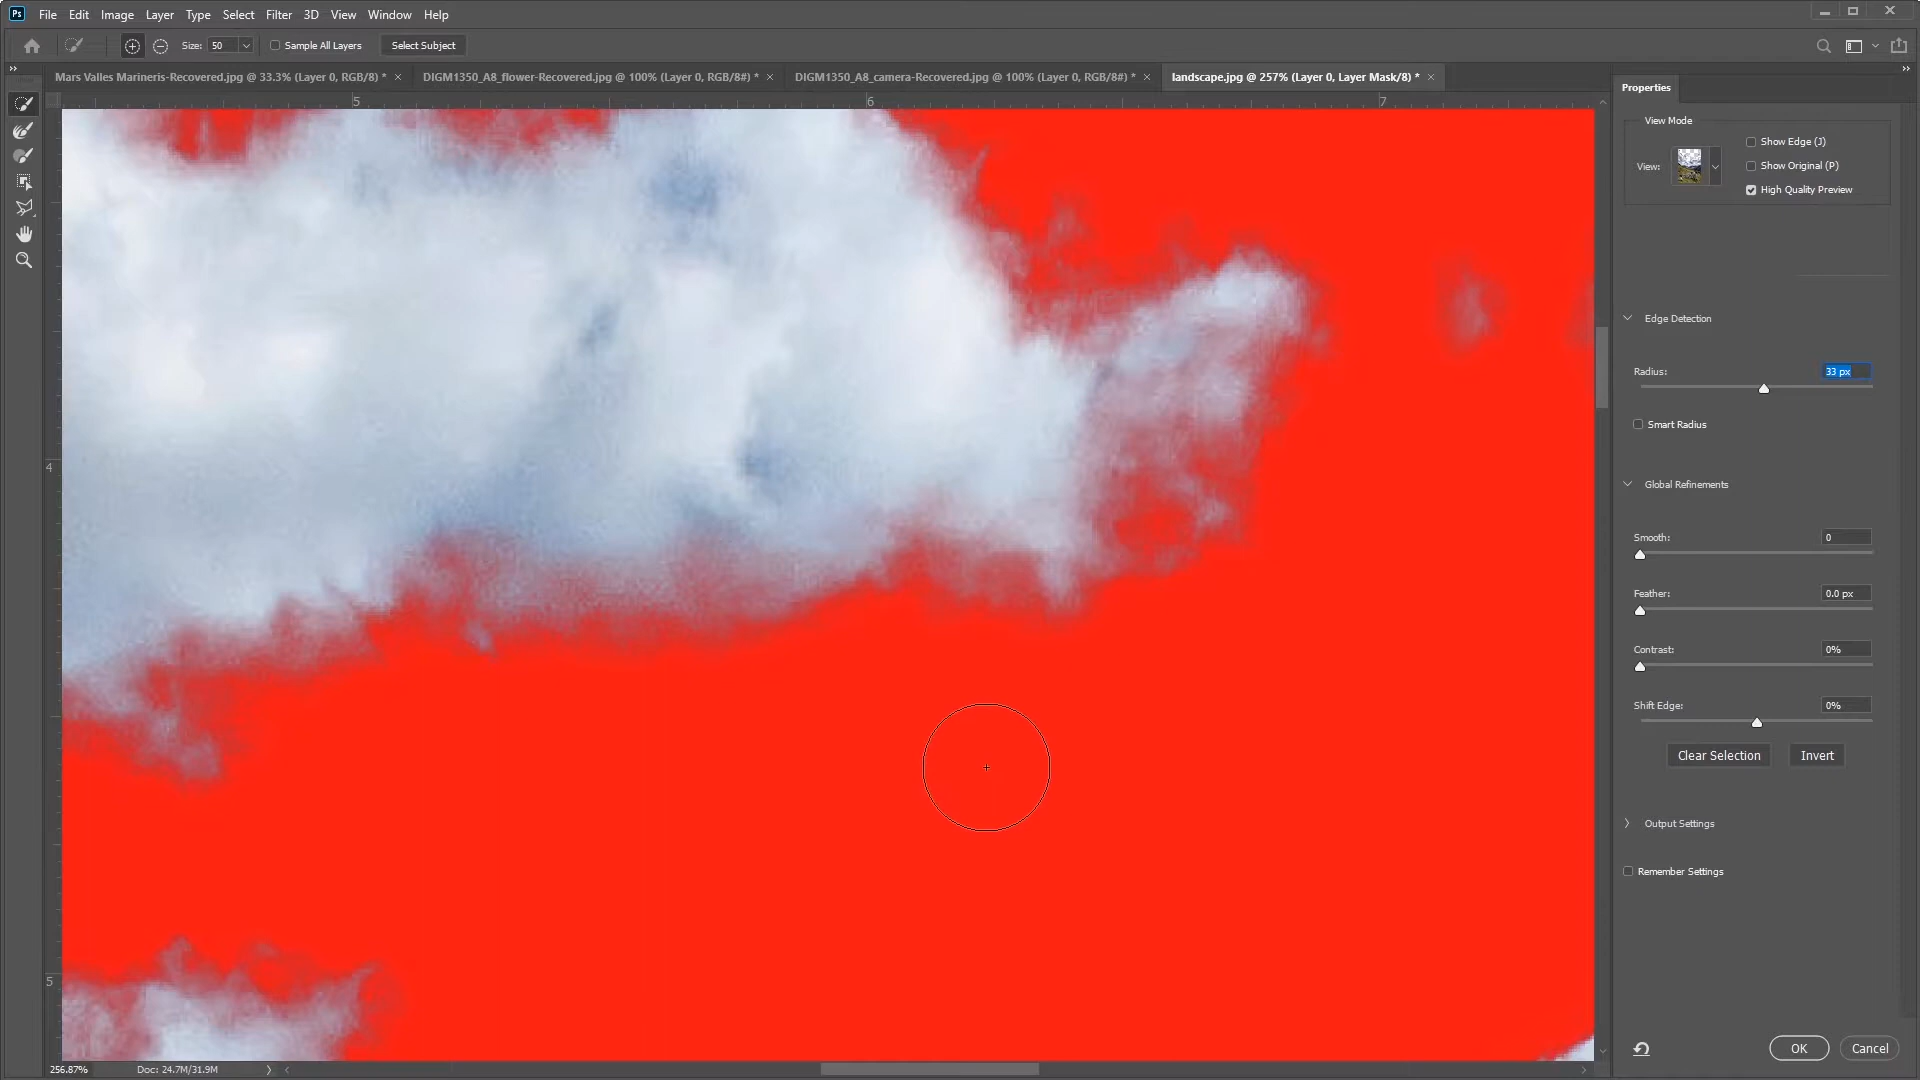 Ps File Edit Image Layer Type Select Filter 3D View Window Help
Size: 50 Sample All Layers Select Subject
Mars Valles Marineris-Recovered.jpg @ 33.3% (Layer 0, RGB/8) * × DIGM1350_A8_flower-Recovered.jpg @ 100% (Layer 0, RGB/8#) * × DIGM1350_A8_camera-Recovered.jpg @ 100% (Layer 0, RGB/8#) * × landscape.jpg @ 257% (Layer 0, Layer Mask/8) * ×
Properties
5 6 7
View Mode
Show Edge (J)
View:
Show Original (P)
High Quality Preview
Edge Detection
Radius: 33 px
Smart Radius
4
Global Refinements
Smooth: 0
Feather: 0.0 px
Contrast: 0%
Shift Edge: 0%
Clear Selection Invert
Output Settings
Remember Settings
5
OK Cancel
256.87% Doc: 24.7M/31.9M